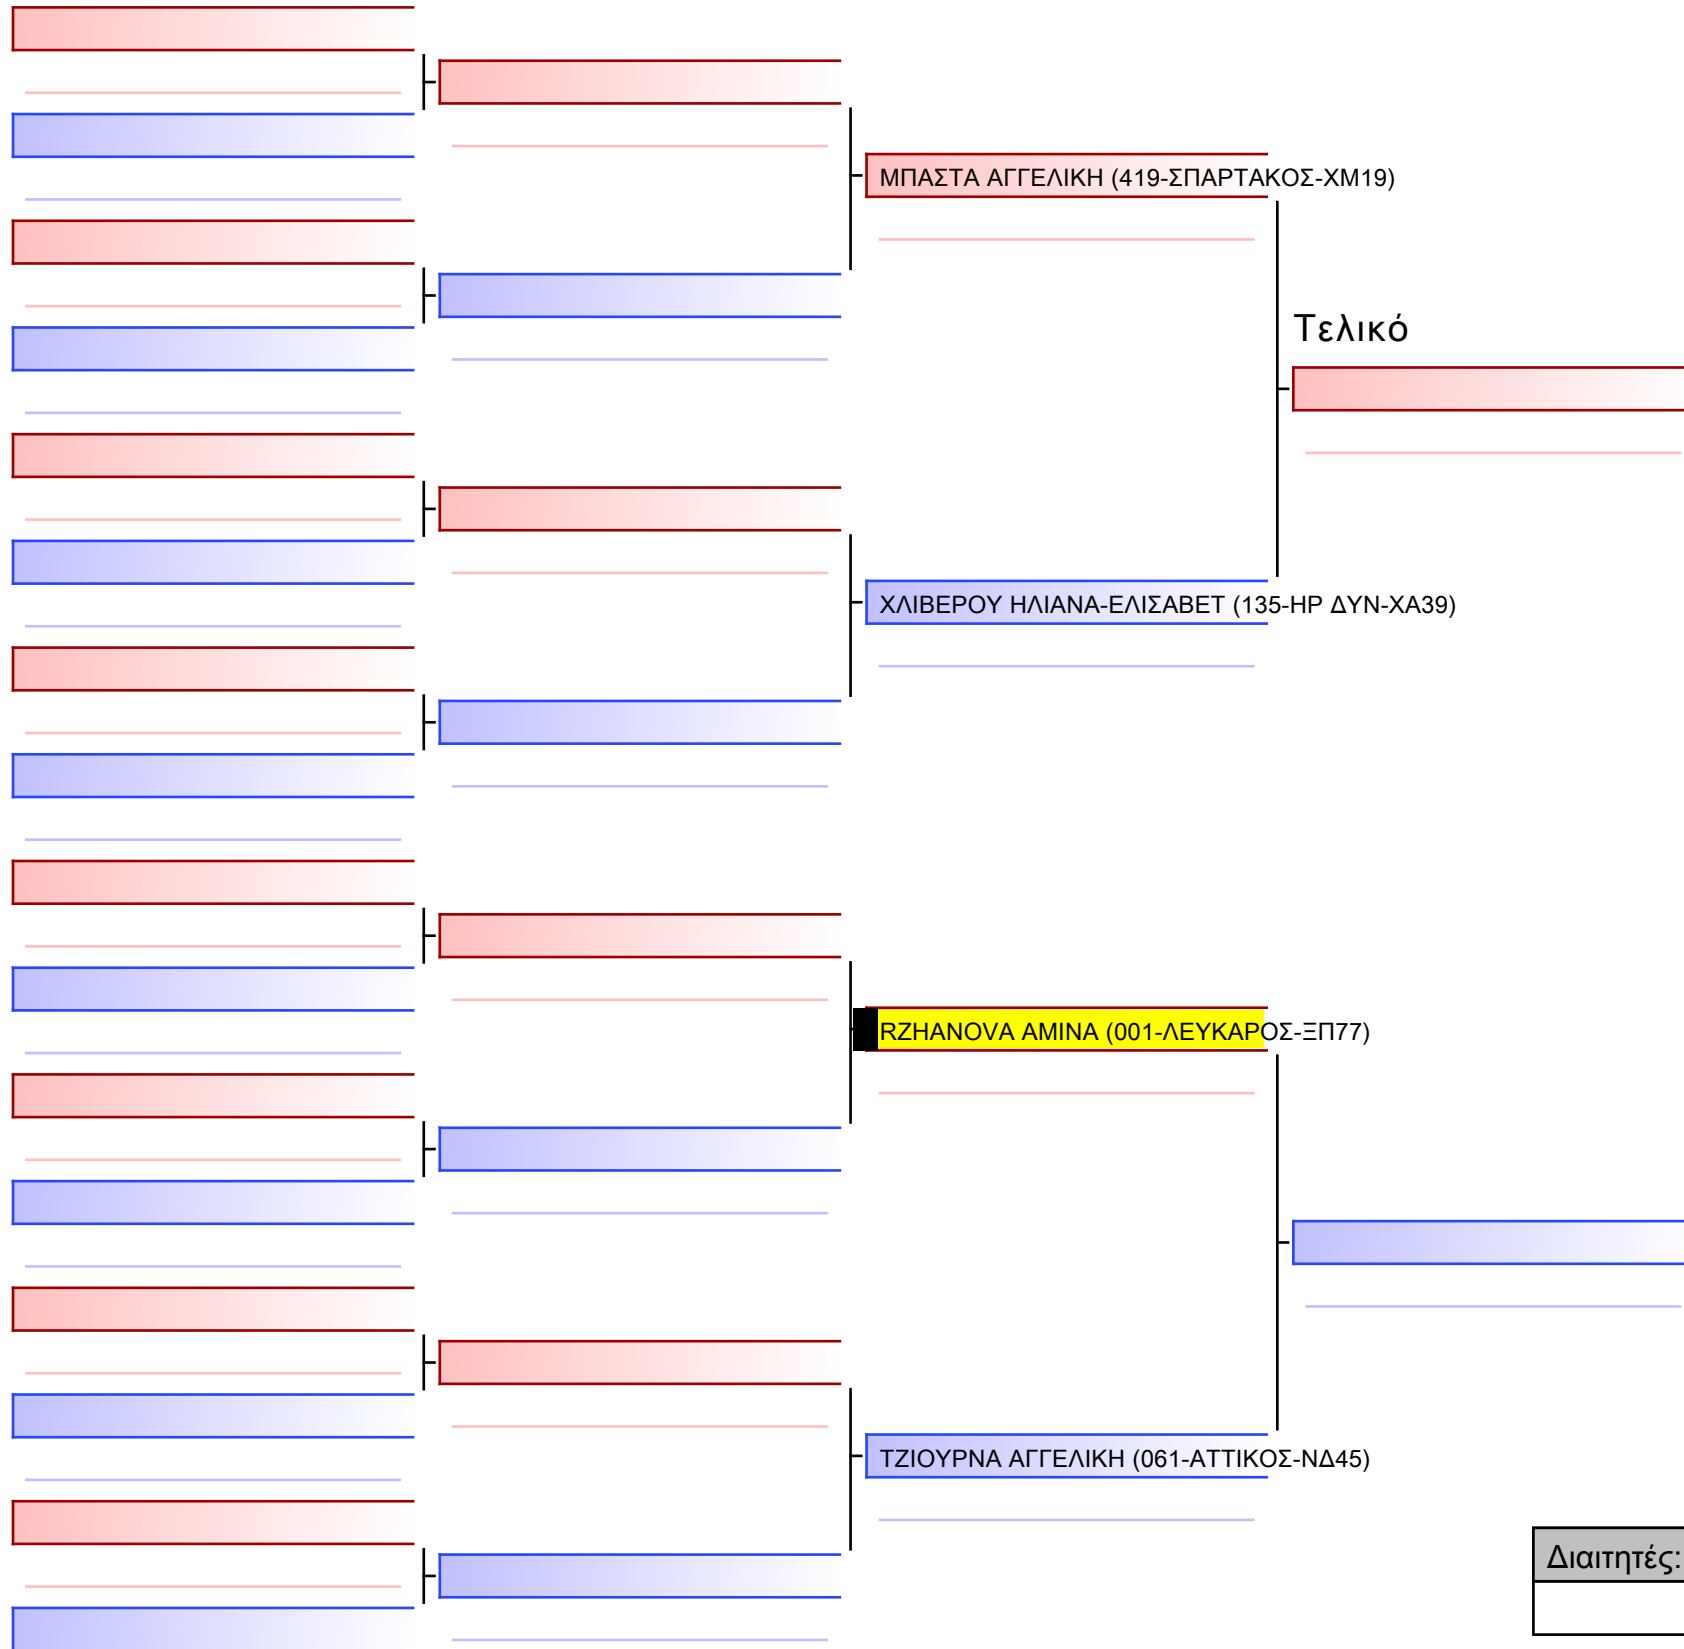 ΜΠΑΣΤΑ ΑΓΓΕΛΙΚΗ (419-ΣΠΑΡΤΑΚΟΣ-ΧΜ19)
Τελικό
ΧΛΙΒΕΡΟΥ ΗΛΙΑΝΑ-ΕΛΙΣΑΒΕΤ (135-ΗΡ ΔΥΝ-ΧΑ39)
RZHANOVA AMINA (001-ΛΕΥΚΑΡΟΣ-ΞΠ77)
ΤΖΙΟΥΡΝΑ ΑΓΓΕΛΙΚΗ (061-ΑΤΤΙΚΟΣ-ΝΔ45)
Διαιτητές: